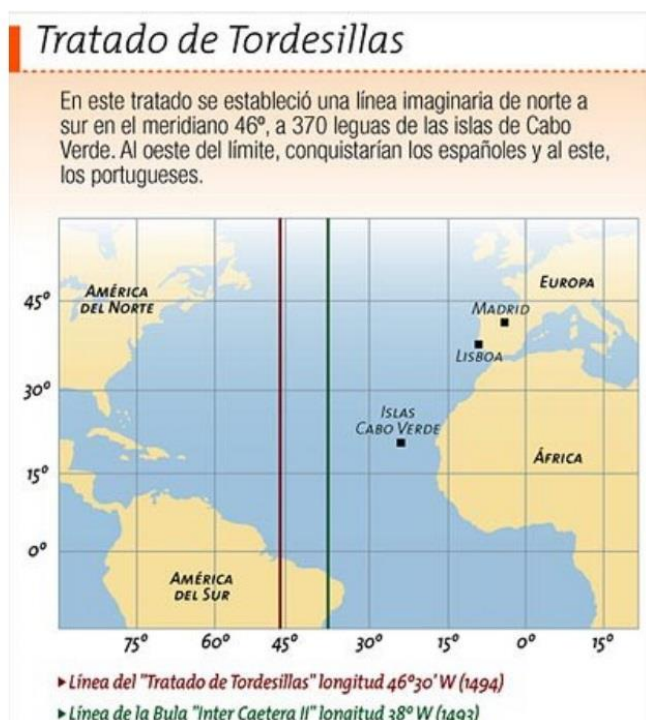 Tratado de Tordesillas
En este tratado se estableció una línea imaginaria de norte a
sur en el meridiano 46º, a 370 leguas de las islas de Cabo
Verde. Al oeste del límite, conquistarían los españoles y al este,
los portugueses.
AMÉRICA
DEL NORTE
EUROPA
MADRID
LISBOA
ISLAS
CABO VERDE
ÁFRICA
AMÉRICA
DEL SUR
45º
30º
15º
0º
75º 60º 45º 30º 15º 0º 15º
▸Línea del "Tratado de Tordesillas" longitud 46º30' W (1494)
▸Línea de la Bula "Inter Caetera II" longitud 38º W (1493)